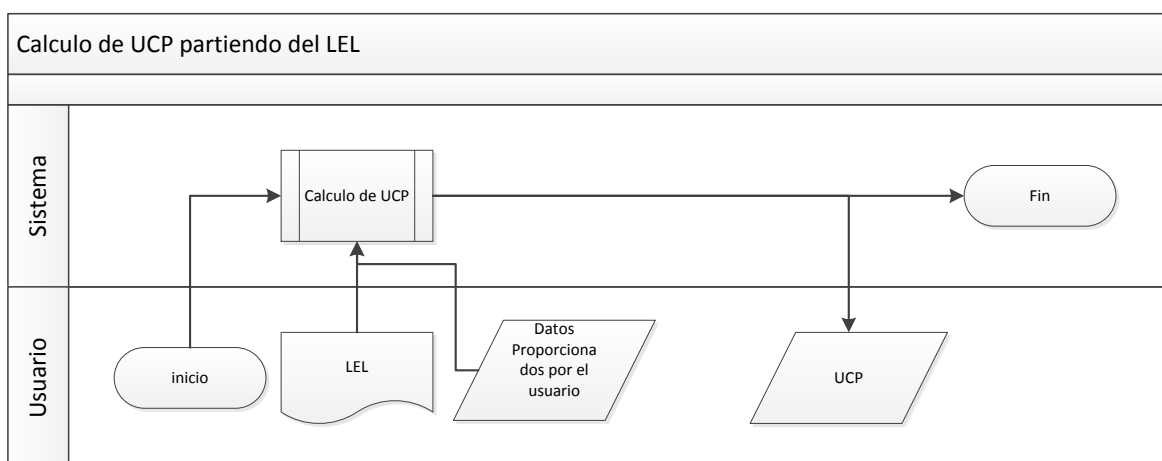 Calculo de UCP partiendo del LEL
Sistema
Calculo de UCP
Fin
Usuario
inicio
LEL
Datos
Proporciona
dos por el
usuario
UCP